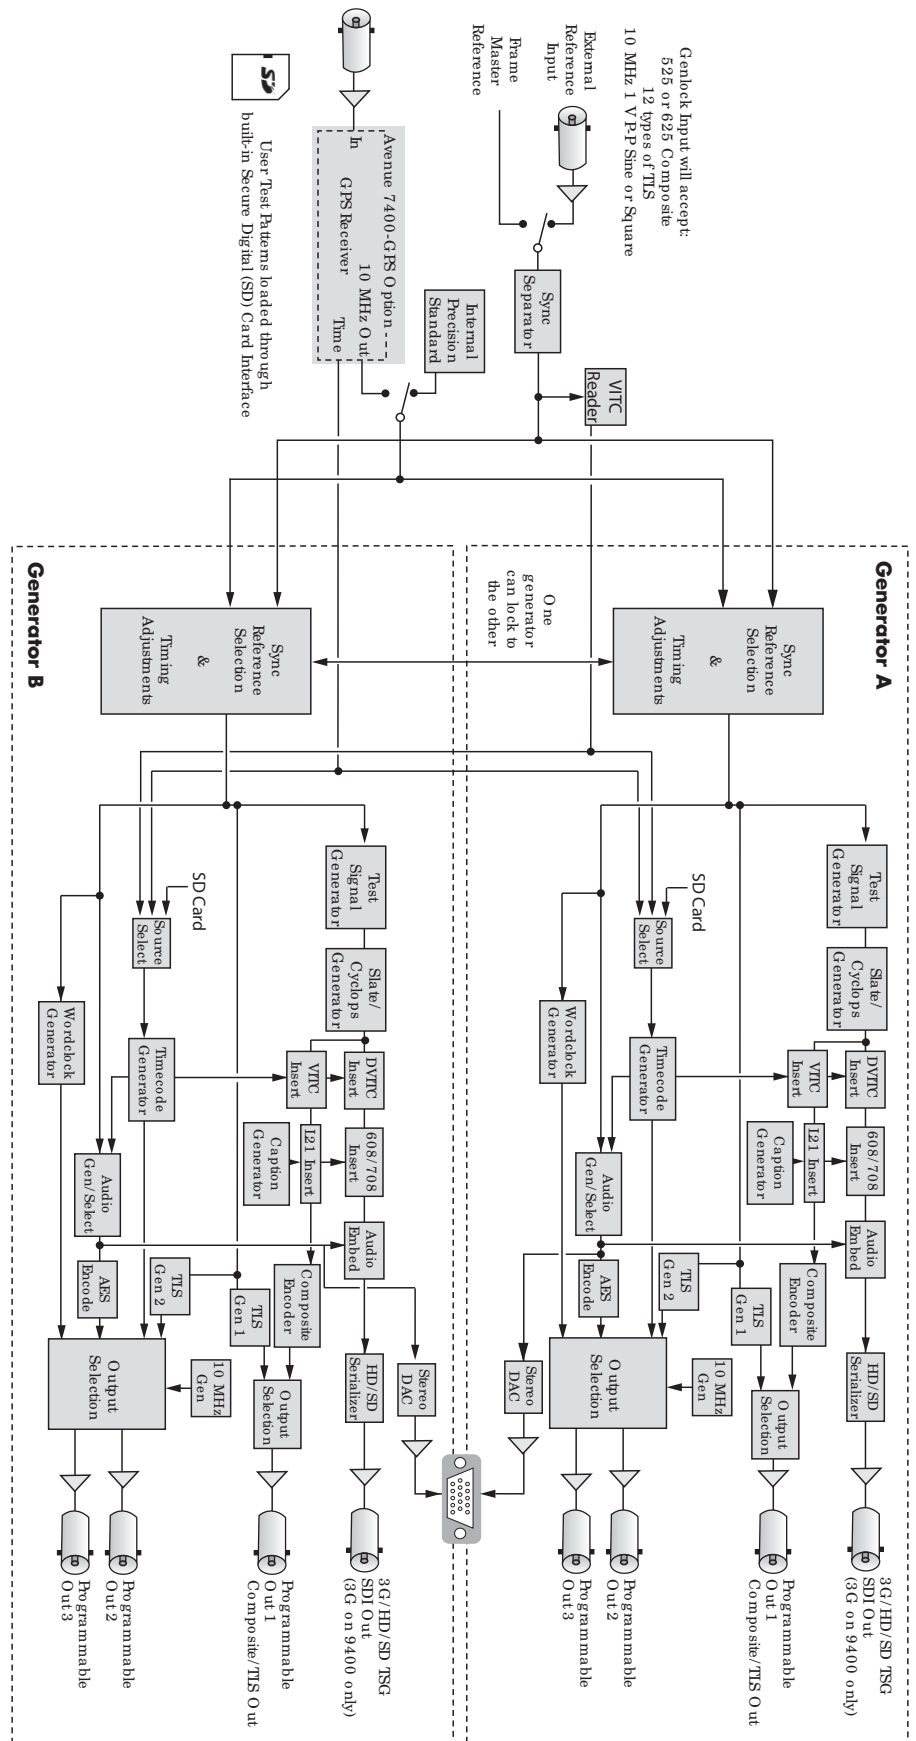 Genlock Input will accept:
525 or 625 Composite
12 types of TLS
10 MHz 1 V P-P Sine or Square
External
Reference
Input
Frame
Master
Reference
Sync
Separator
VITC
Reader
Internal
Precision
Standard
Avenue 7400-GPS Option
In
10 MHz Out
GPS Receiver
Time
SD
User Test Patterns loaded through
built-in Secure Digital (SD) Card Interface
Generator A
Sync
Reference
Selection
&
Timing
Adjustments
One
generator
can lock to
the other
Test
Signal
Generator
Slate/
Cyclops
Generator
DVITC
Insert
608/708
Insert
Audio
Embed
HD/SD
Serializer
3G/HD/SD TSG
SDI Out
(3G on 9400 only)
VITC
Insert
L21 Insert
Caption
Generator
Composite
Encoder
TLS
Gen 1
Output
Selection
Programmable
Out 1
Composite/TLS Out
SD Card
Source
Select
Timecode
Generator
TLS
Gen 2
10 MHz
Gen
Wordclock
Generator
Audio
Gen/Select
AES
Encode
Output
Selection
Programmable
Out 2
Programmable
Out 3
Stereo
DAC
Generator B
Sync
Reference
Selection
&
Timing
Adjustments
Stereo
DAC
Test
Signal
Generator
Slate/
Cyclops
Generator
DVITC
Insert
608/708
Insert
Audio
Embed
HD/SD
Serializer
3G/HD/SD TSG
SDI Out
(3G on 9400 only)
VITC
Insert
L21 Insert
Caption
Generator
Composite
Encoder
TLS
Gen 1
Output
Selection
Programmable
Out 1
Composite/TLS Out
SD Card
Source
Select
Timecode
Generator
TLS
Gen 2
10 MHz
Gen
Wordclock
Generator
Audio
Gen/Select
AES
Encode
Output
Selection
Programmable
Out 2
Programmable
Out 3